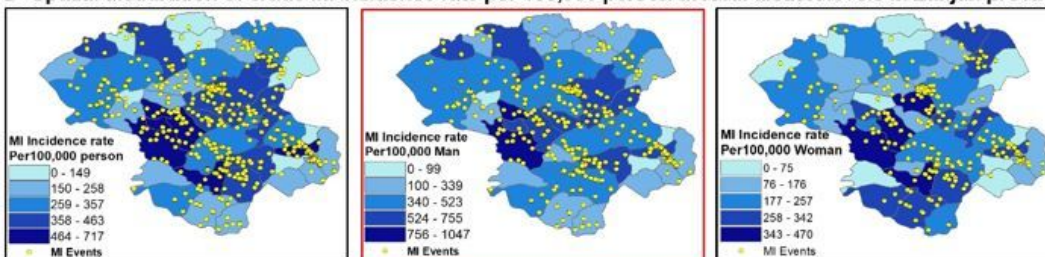 MI Incidence rate
Per100,000 person
0 - 149
150 - 258
259 - 357
358 - 463
464 - 717
MI Events
MI Incidence rate
Per100,000 Man
0 - 99
100 - 339
340 - 523
524 - 755
756 - 1047
MI Events
MI Incidence rate
Per100,000 Woman
0 - 75
76 - 176
177 - 257
258 - 342
343 - 470
MI Events